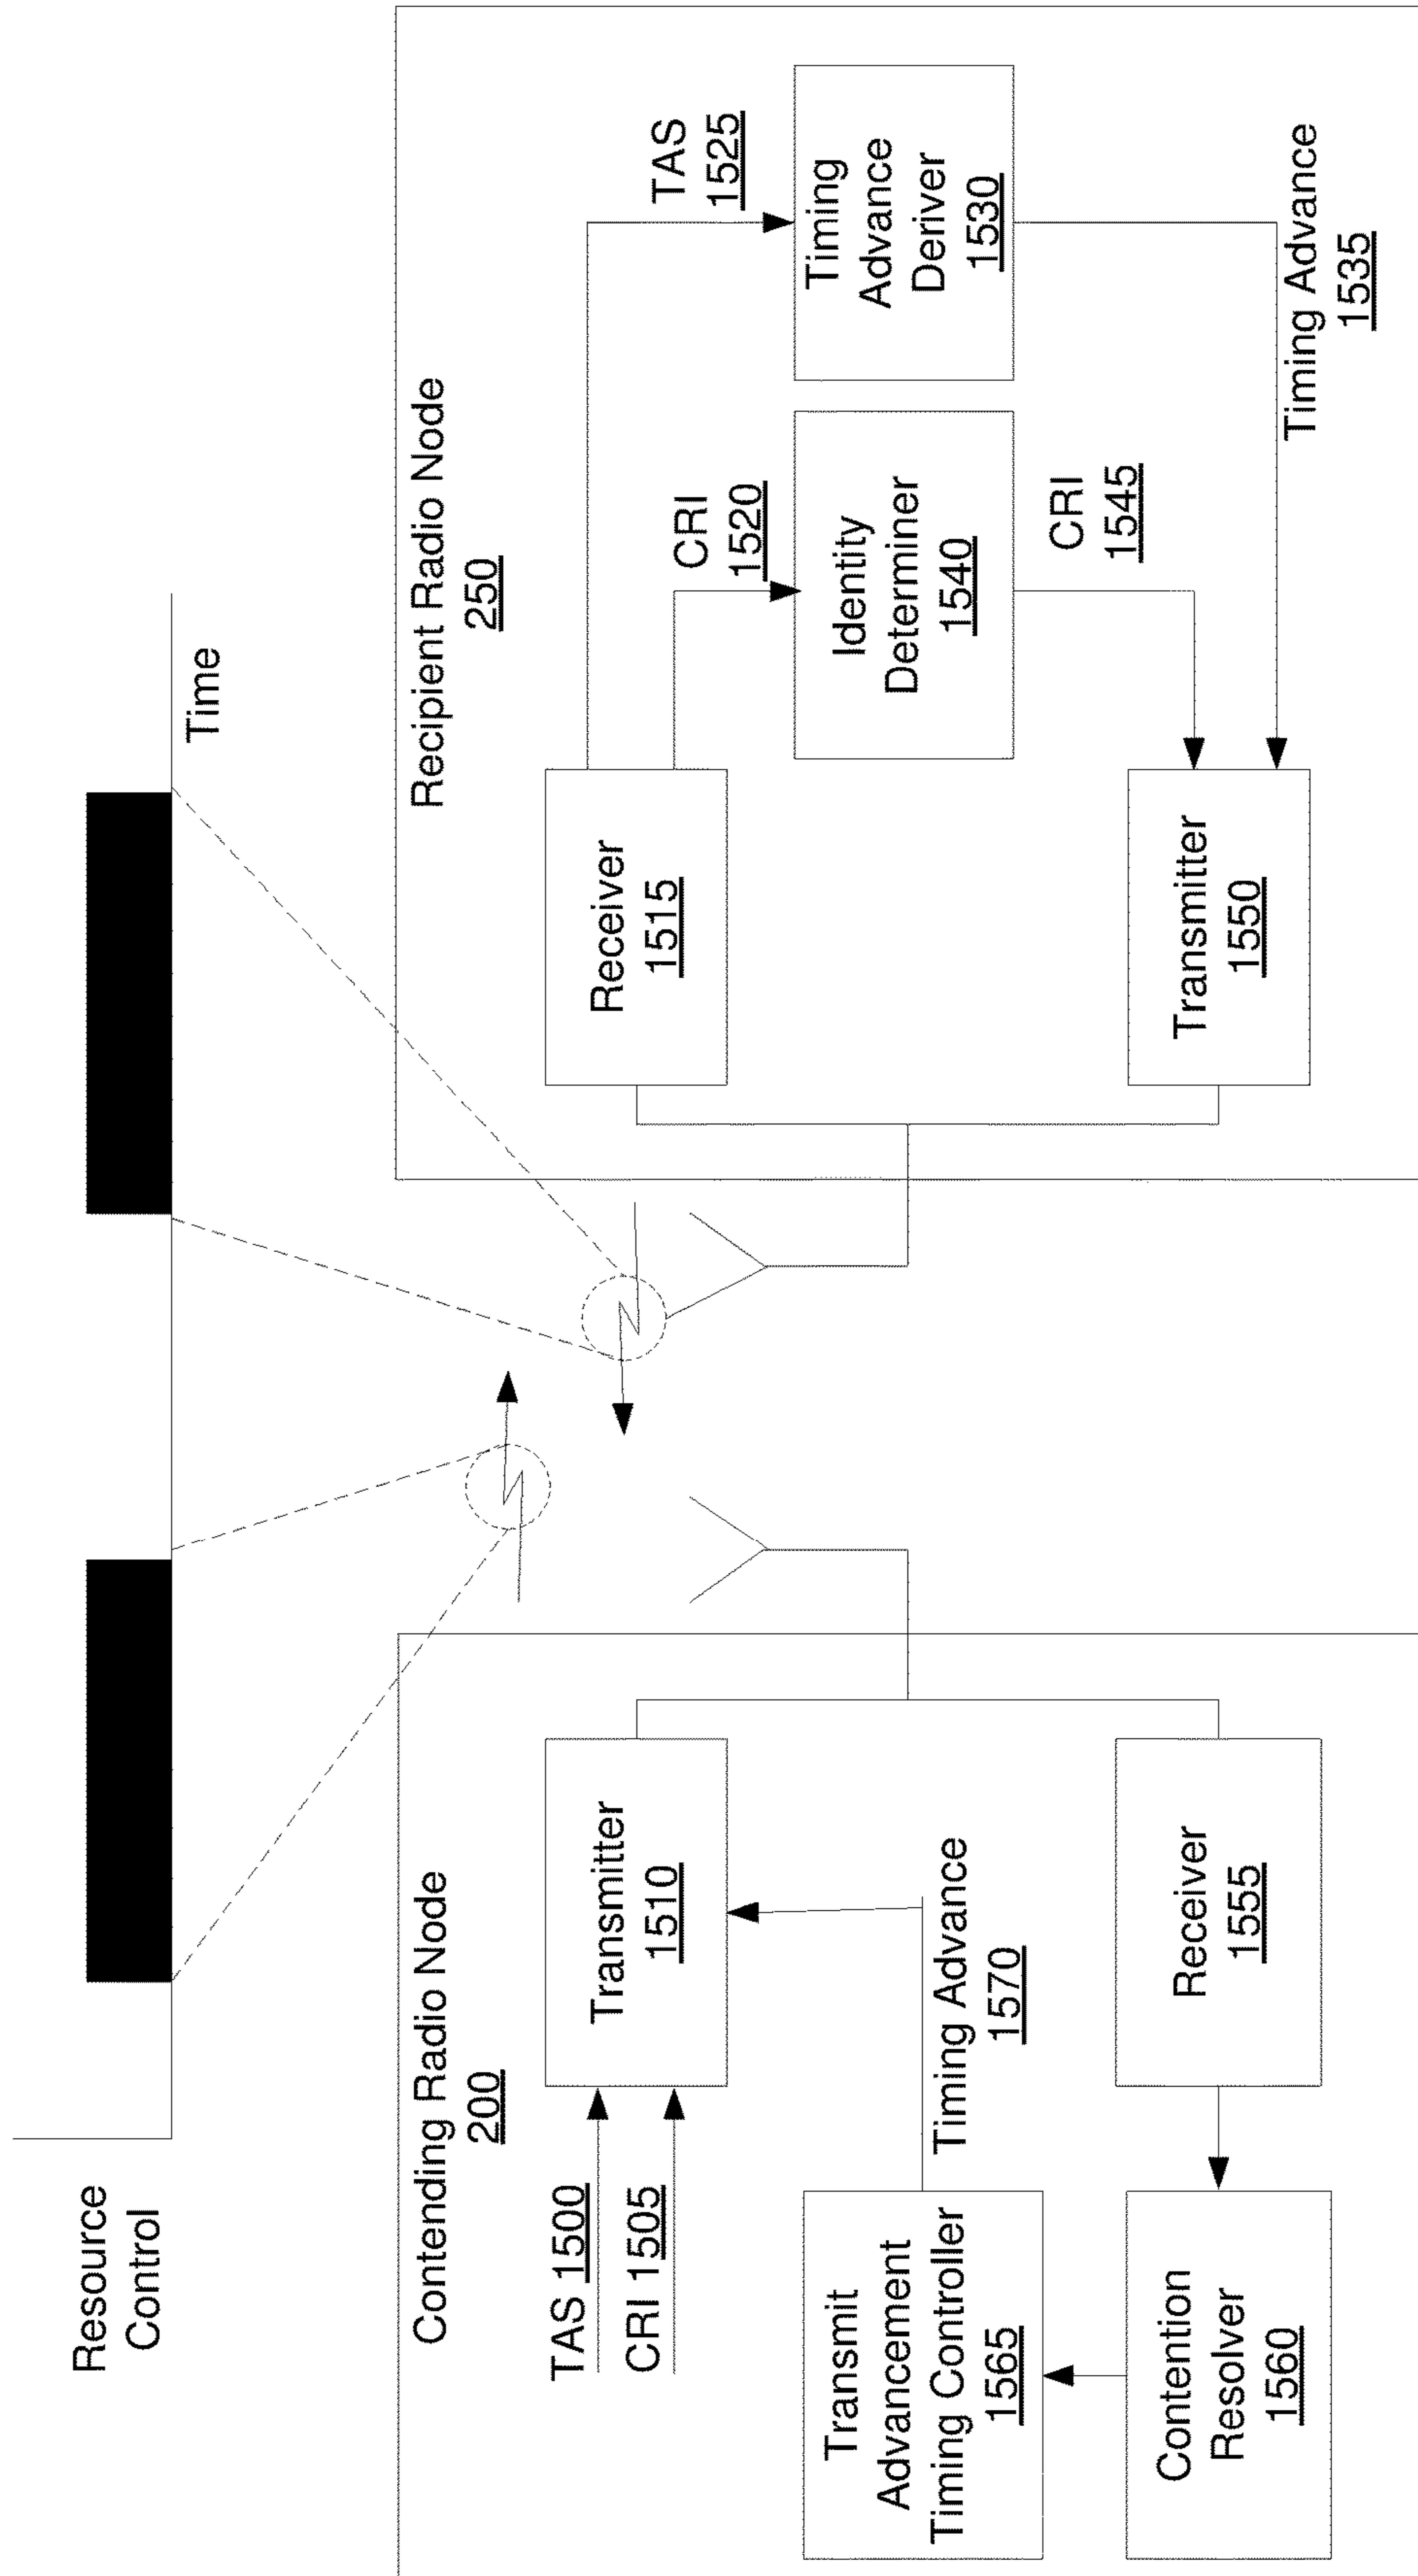 Resource
Control
Time
Contending Radio Node
200
TAS 1500
CRI 1505
Transmitter
1510
Timing Advance
1570
Transmit
Advancement
Timing Controller
1565
Contention
Resolver
1560
Receiver
1555
Recipient Radio Node
250
Receiver
1515
CRI
1520
TAS
1525
Identity
Determiner
1540
Timing
Advance
Deriver
1530
CRI
1545
Timing Advance
1535
Transmitter
1550